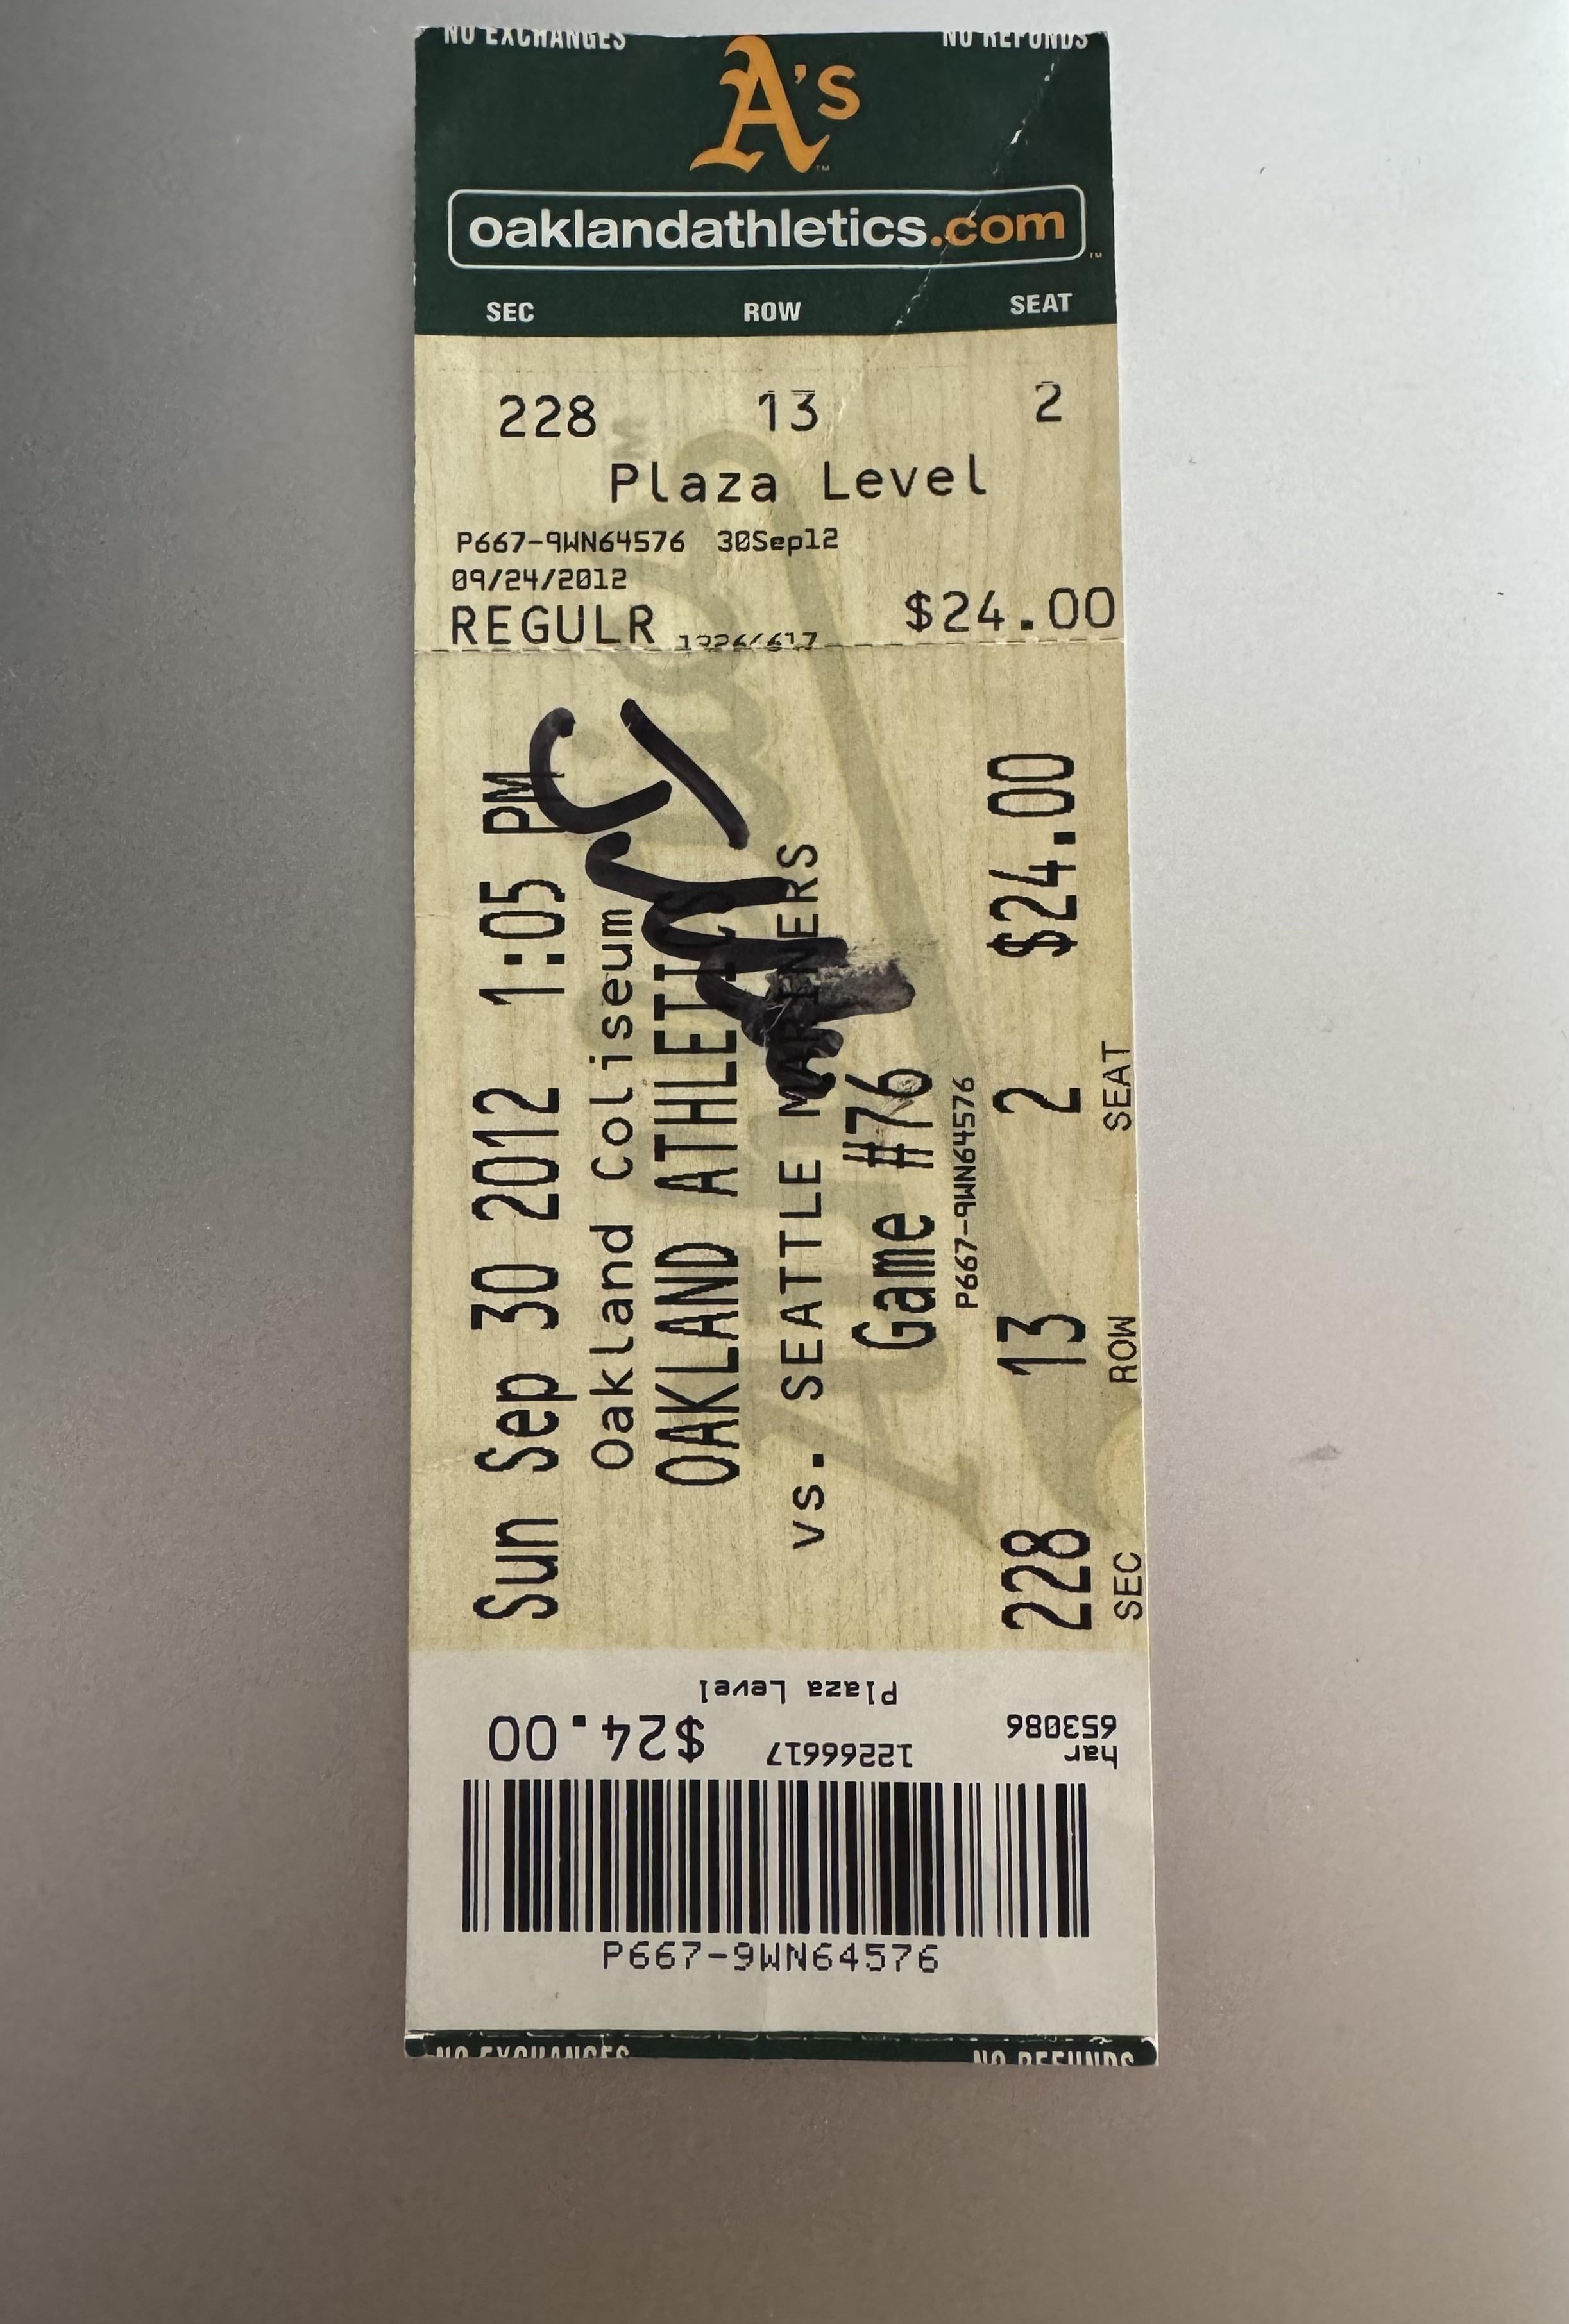 NO EXCHANGES NO REFUNDS
A's
oaklandathletics.com
SEC ROW SEAT
228 13 2
Plaza Level
P667-9WN64576 30Sep12
09/24/2012
REGULR $24.00
Sun Sep 30 2012 1:05 PM
Oakland Coliseum
OAKLAND ATHLETICS
vs. SEATTLE MARINERS
Game #76
P667-9WN64576
228 13 2 $24.00
SEC ROW SEAT
har 12266617 $24.00
653086
Plaza Level
P667-9WN64576
NO EXCHANGES NO REFUNDS